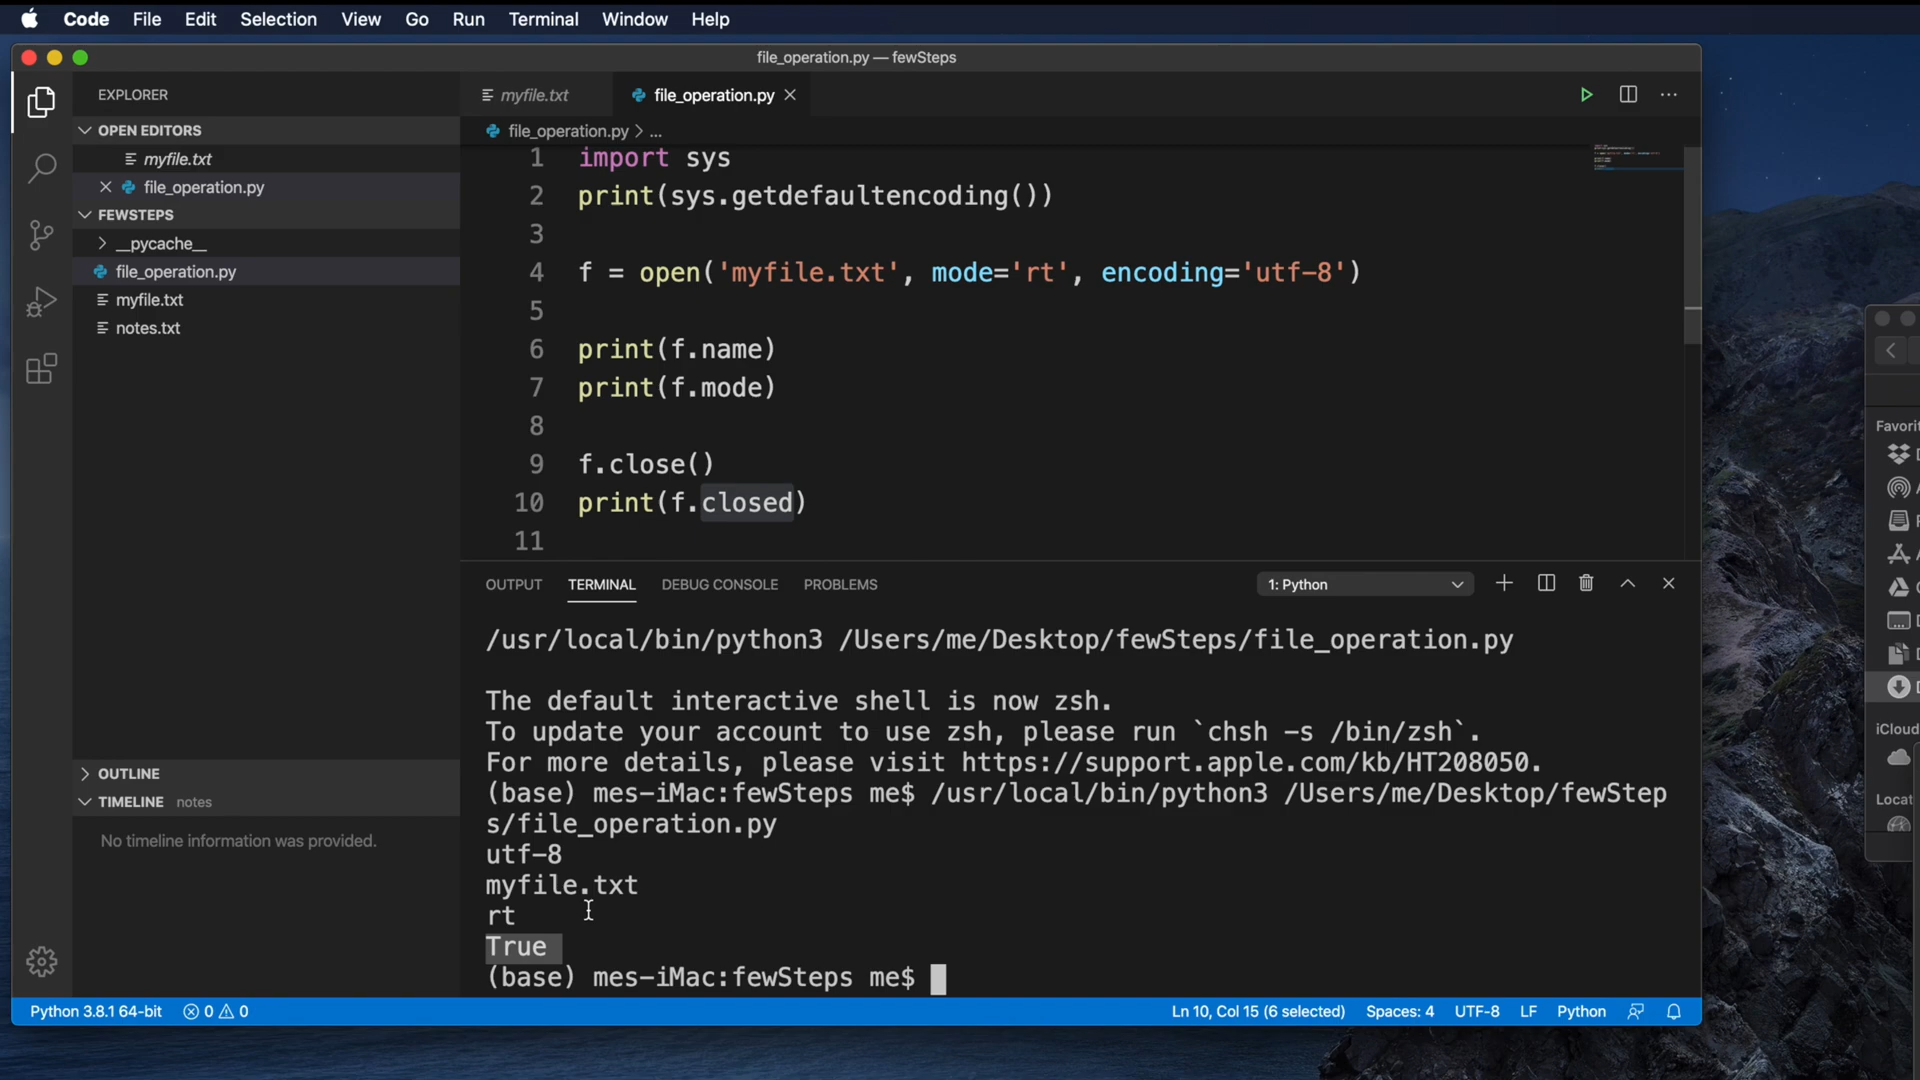 Code File Edit Selection View Go Run Terminal Window Help
file_operation.py — fewSteps
EXPLORER
OPEN EDITORS
myfile.txt
file_operation.py
FEWSTEPS
__pycache__
file_operation.py
myfile.txt
notes.txt
OUTLINE
TIMELINE notes
No timeline information was provided.
myfile.txt file_operation.py
file_operation.py > ...
1 import sys
2 print(sys.getdefaultencoding())
3
4 f = open('myfile.txt', mode='rt', encoding='utf-8')
5
6 print(f.name)
7 print(f.mode)
8
9 f.close()
10 print(f.closed)
11
OUTPUT TERMINAL DEBUG CONSOLE PROBLEMS 1: Python
/usr/local/bin/python3 /Users/me/Desktop/fewSteps/file_operation.py
The default interactive shell is now zsh.
To update your account to use zsh, please run `chsh -s /bin/zsh`.
For more details, please visit https://support.apple.com/kb/HT208050.
(base) mes-iMac:fewSteps me$ /usr/local/bin/python3 /Users/me/Desktop/fewStep
s/file_operation.py
utf-8
myfile.txt
rt
True
(base) mes-iMac:fewSteps me$
Python 3.8.1 64-bit 0 0 Ln 10, Col 15 (6 selected) Spaces: 4 UTF-8 LF Python
Favorit
iCloud
Locat